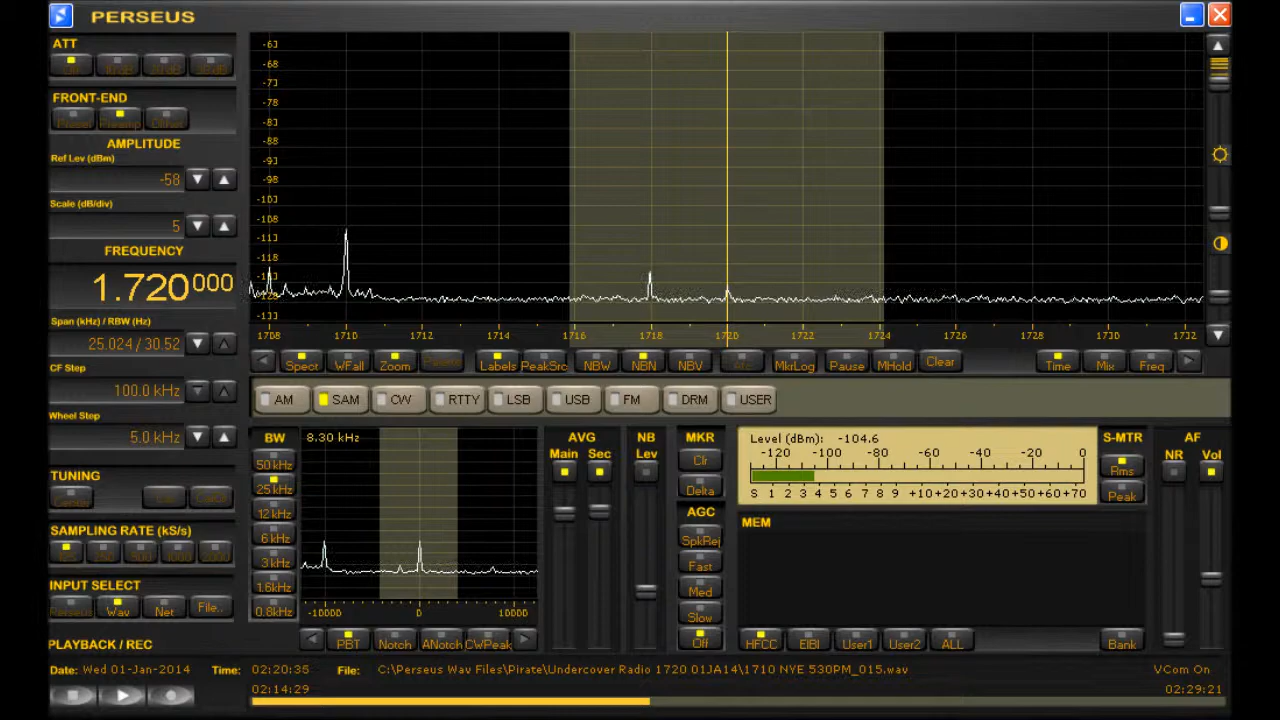 PERSEUS
ATT
FRONT-END
Preamp
AMPLITUDE
Ref Lev (dBm)
-58
Scale (dB/div)
5
FREQUENCY
1.720000
Span (kHz) / RBW (Hz)
25.024 / 30.52
CF Step
100.0 kHz
Wheel Step
5.0 kHz
TUNING
SAMPLING RATE (kS/s)
INPUT SELECT
Perseus Wav Net File..
-63
-68
-73
-78
-83
-88
-93
-98
-103
-108
-113
-118
-123
-128
-133
1708 1710 1712 1714 1716 1718 1720 1722 1724 1726 1728 1730 1732
Spect WFall Zoom Labels PeakSrc NBW NBN NBV MkrLog Pause MHold Clear Time Mix Freq
AM SAM CW RTTY LSB USB FM DRM USER
BW
50 kHz
25 kHz
12 kHz
6 kHz
3 kHz
1.6kHz
0.8kHz
8.30 kHz
-10000 0 10000
PBT Notch ANotch CWPeak
AVG
Main Sec
NB
Lev
MKR
Clr
Delta
AGC
SpkRej
Fast
Med
Slow
Off
Level (dBm): -104.6
-120 -100 -80 -60 -40 -20 0
S 1 2 3 4 5 6 7 8 9 +10+20+30+40+50+60+70
S-MTR
Rms
Peak
AF
NR Vol
MEM
HFCC EIBI User1 User2 ALL Bank
PLAYBACK / REC
Date: Wed 01-Jan-2014 Time: 02:20:35 File: C:\Perseus Wav Files\Pirate\Undercover Radio 1720 01JA14\1710 NYE 530PM_015.wav VCom On
02:14:29 02:29:21